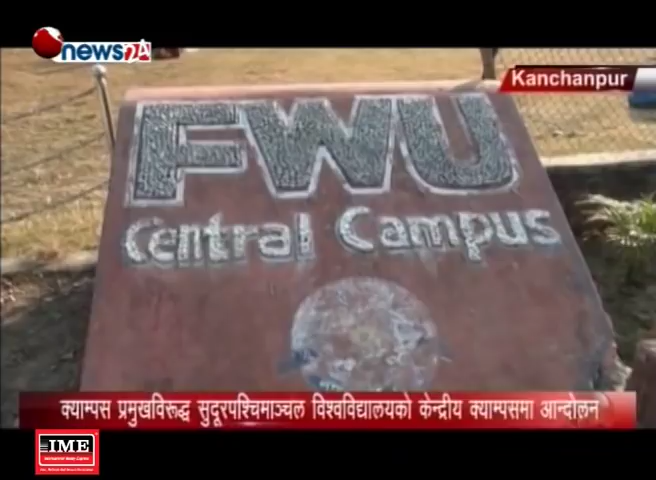 news24
Kanchanpur
FWU
Central Campus
क्याम्पस प्रमुखविरूद्ध सुदूरपश्चिमाञ्चल विश्वविद्यालयको केन्द्रीय क्याम्पसमा आन्दोलन
IME